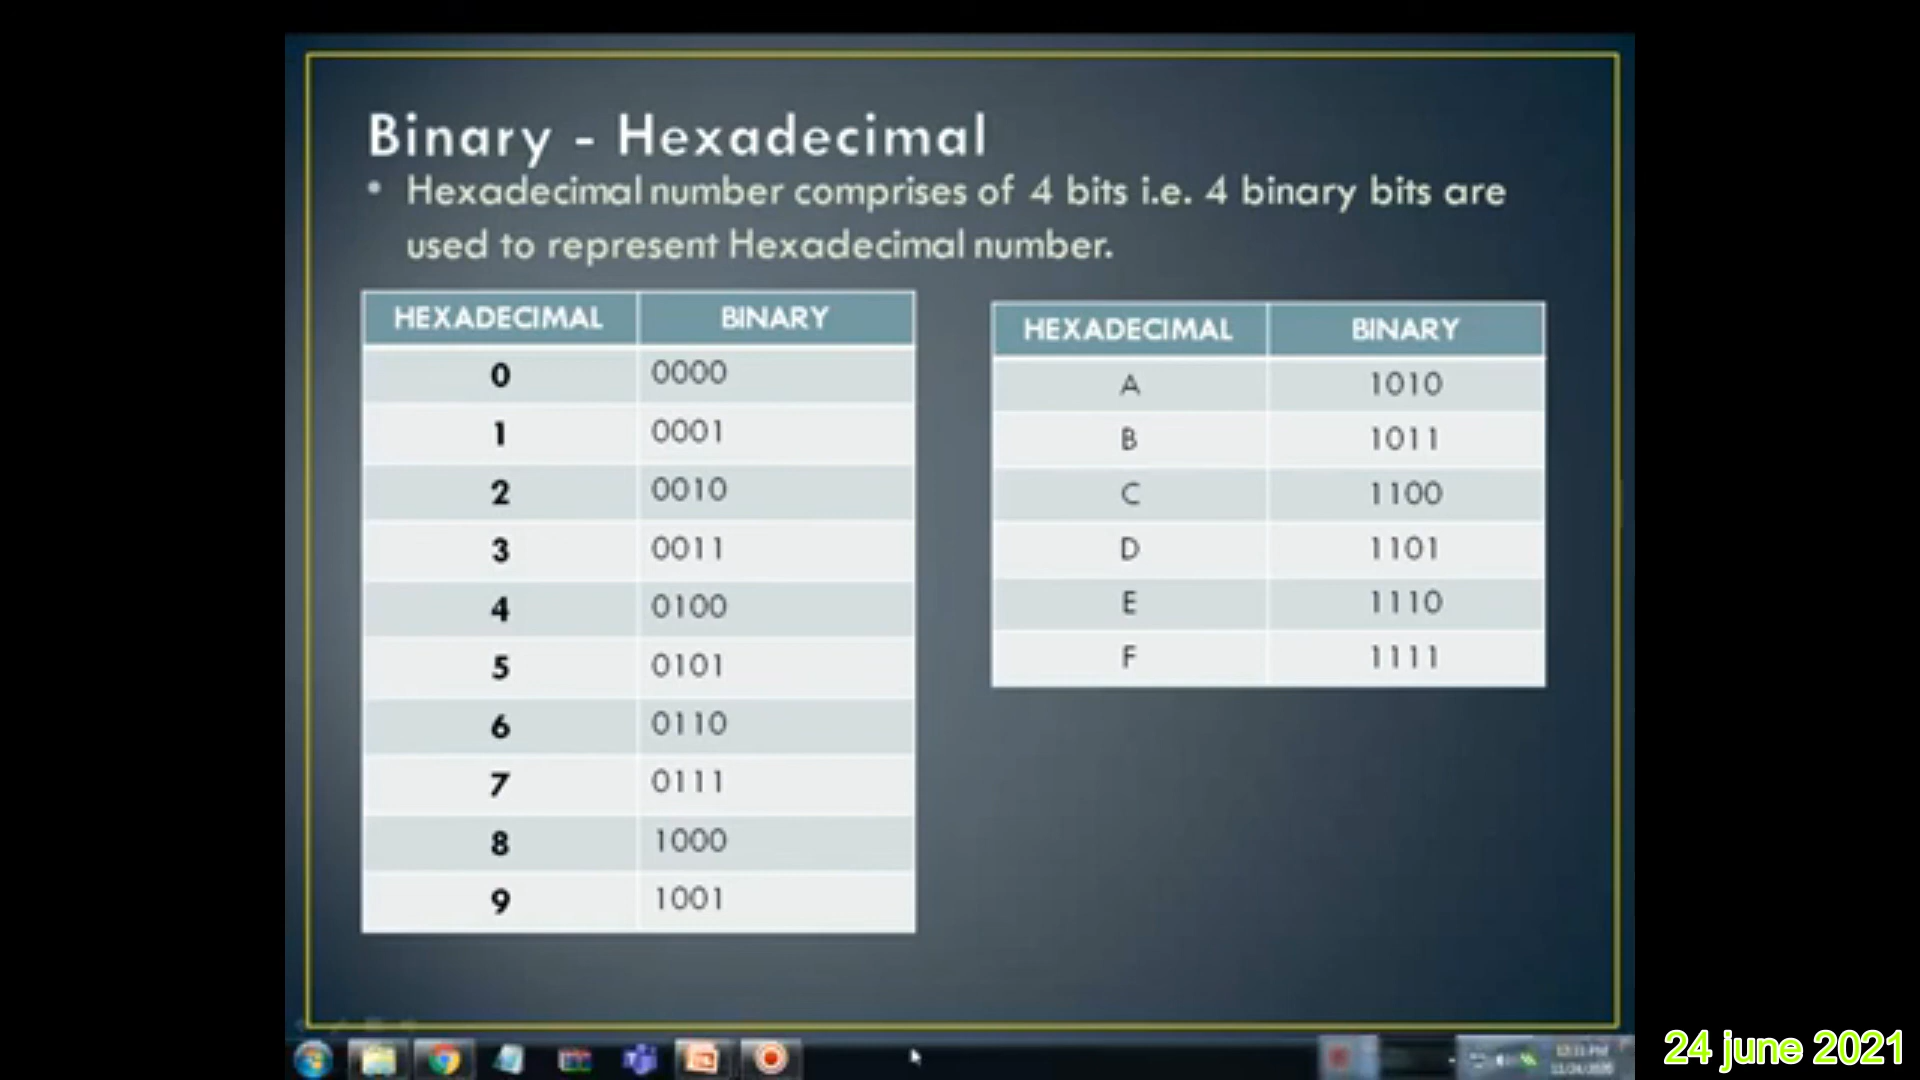 Binary - Hexadecimal
• Hexadecimal number comprises of 4 bits i.e. 4 binary bits are
used to represent Hexadecimal number.
HEXADECIMAL BINARY
0 0000
1 0001
2 0010
3 0011
4 0100
5 0101
6 0110
7 0111
8 1000
9 1001
HEXADECIMAL BINARY
A 1010
B 1011
C 1100
D 1101
E 1110
F 1111
24 june 2021